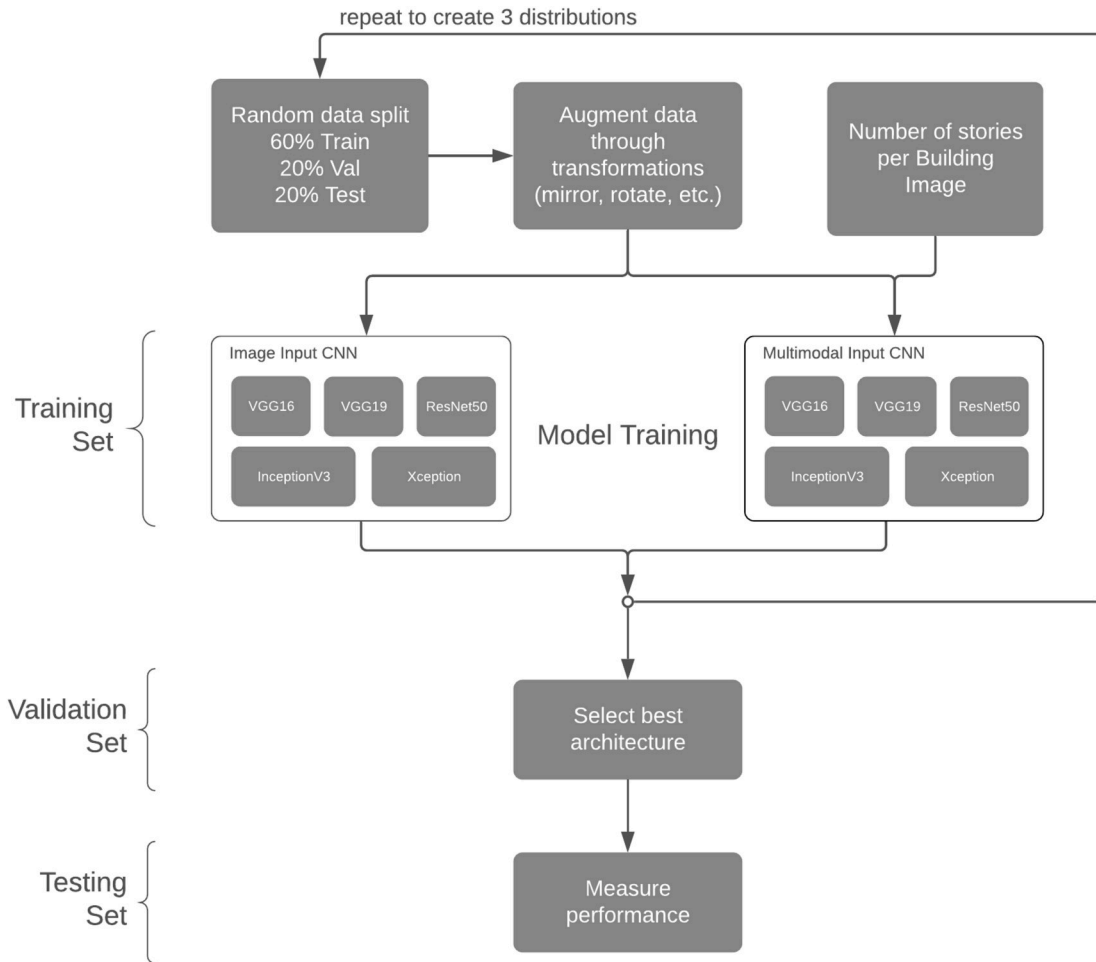 repeat to create 3 distributions
Random data split
60% Train
20% Val
20% Test
Augment data
through
transformations
(mirror, rotate, etc.)
Number of stories
per Building
Image
Training
Set
Image Input CNN
VGG16
VGG19
ResNet50
InceptionV3
Xception
Model Training
Multimodal Input CNN
VGG16
VGG19
ResNet50
InceptionV3
Xception
Validation
Set
Select best
architecture
Testing
Set
Measure
performance